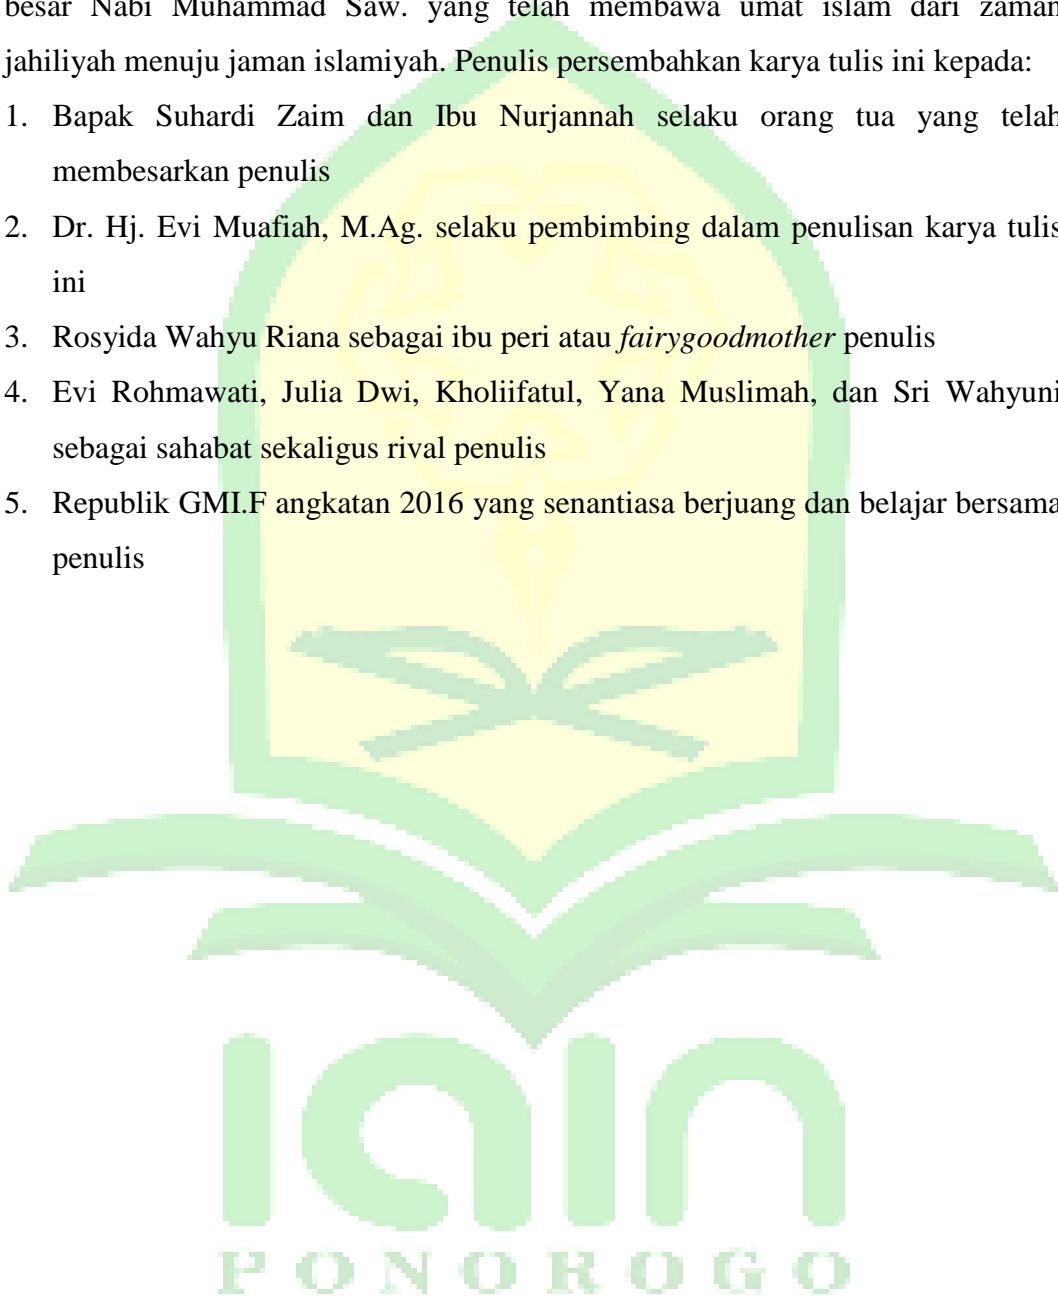 besar Nabi Muhammad Saw. yang telah membawa umat islam dari zaman
jahiliyah menuju jaman islamiyah. Penulis persembahkan karya tulis ini kepada:
1. Bapak Suhardi Zaim dan Ibu Nurjannah selaku orang tua yang telah
membesarkan penulis
2. Dr. Hj. Evi Muafiah, M.Ag. selaku pembimbing dalam penulisan karya tulis
ini
3. Rosyida Wahyu Riana sebagai ibu peri atau fairygoodmother penulis
4. Evi Rohmawati, Julia Dwi, Kholiifatul, Yana Muslimah, dan Sri Wahyuni
sebagai sahabat sekaligus rival penulis
5. Republik GMI.F angkatan 2016 yang senantiasa berjuang dan belajar bersama
penulis
iain
PONOROGO